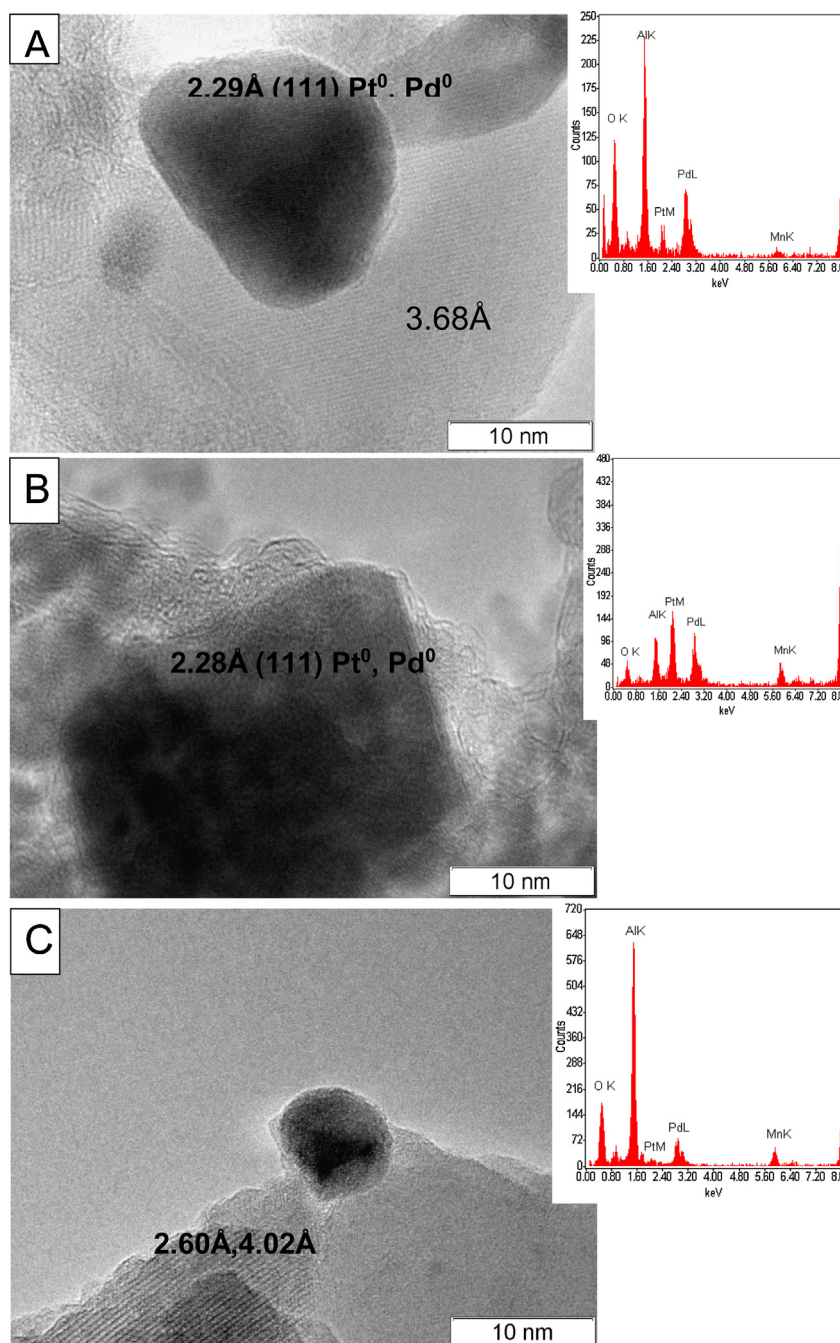 A
2.29Å (111) Pt⁰. Pd⁰
3.68Å
10 nm
250
225
200
175
150
125
100
75
50
25
0
Counts
O K
AlK
PtM
PdL
MnK
0.00 0.80 1.60 2.40 3.20 4.00 4.80 5.60 6.40 7.20 8.
keV
B
2.28Å (111) Pt⁰, Pd⁰
10 nm
480
432
384
336
288
240
192
144
96
48
0
Counts
O K
AlK
PtM
PdL
MnK
0.00 0.80 1.60 2.40 3.20 4.00 4.80 5.60 6.40 7.20 8.0
keV
C
2.60Å,4.02Å
10 nm
720
648
576
504
432
360
288
216
144
72
0
Counts
O K
AlK
PtM
PdL
MnK
0.00 0.80 1.60 2.40 3.20 4.00 4.80 5.60 6.40 7.20 8.0
keV